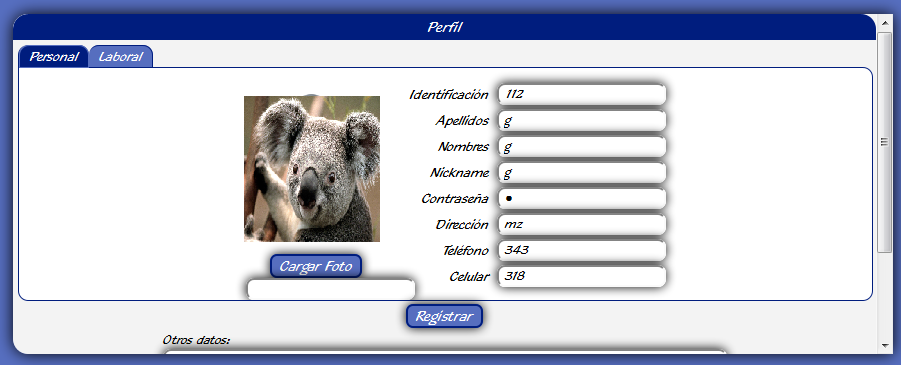 Perfil
Personal Laboral
Identificación 112
Apellidos g
Nombres g
Nickname g
Contraseña •
Dirección mz
Teléfono 343
Celular 318
Cargar Foto
Registrar
Otros datos: